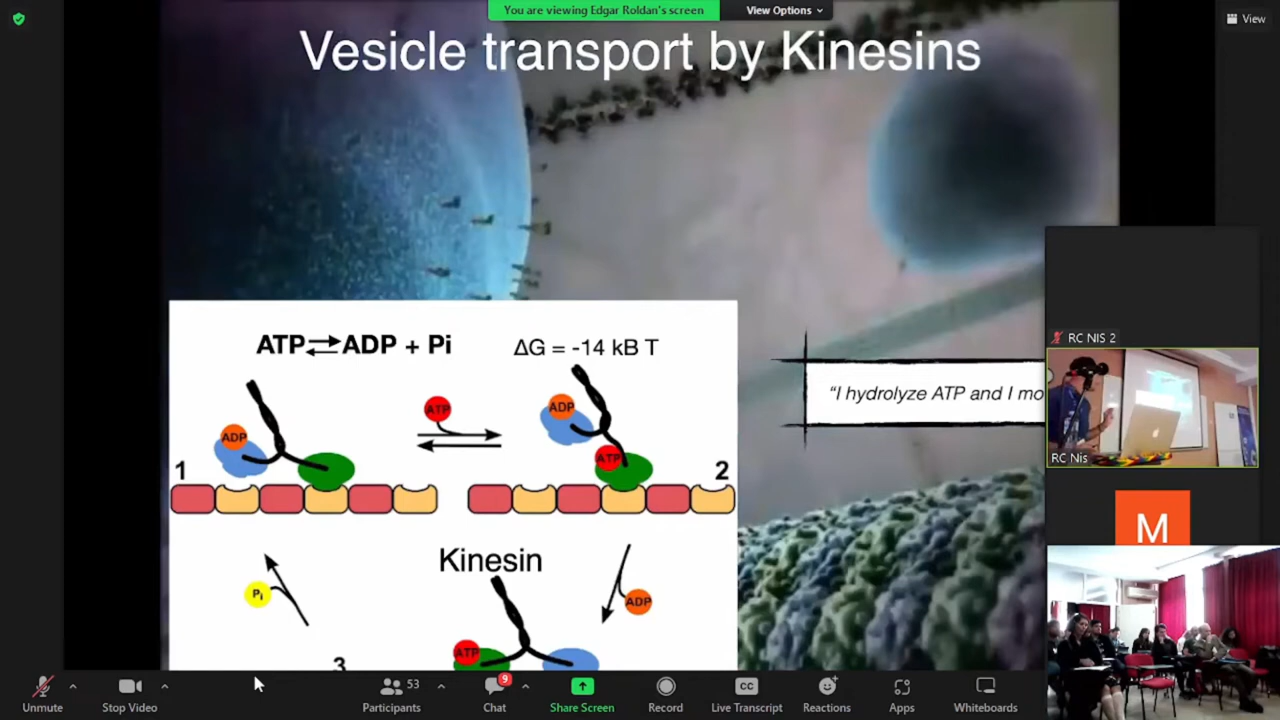 You are viewing Edgar Roldan's screen
View Options
View
Vesicle transport by Kinesins
ATP ADP + Pi
ΔG = -14 kB T
"I hydrolyze ATP and I mo
ADP
ATP
ADP
ATP
1
2
Kinesin
Pi
ADP
ATP
3
RC NIS 2
RC Nis
M
Unmute
Stop Video
53
Participants
9
Chat
Share Screen
Record
CC
Live Transcript
Reactions
Apps
Whiteboards